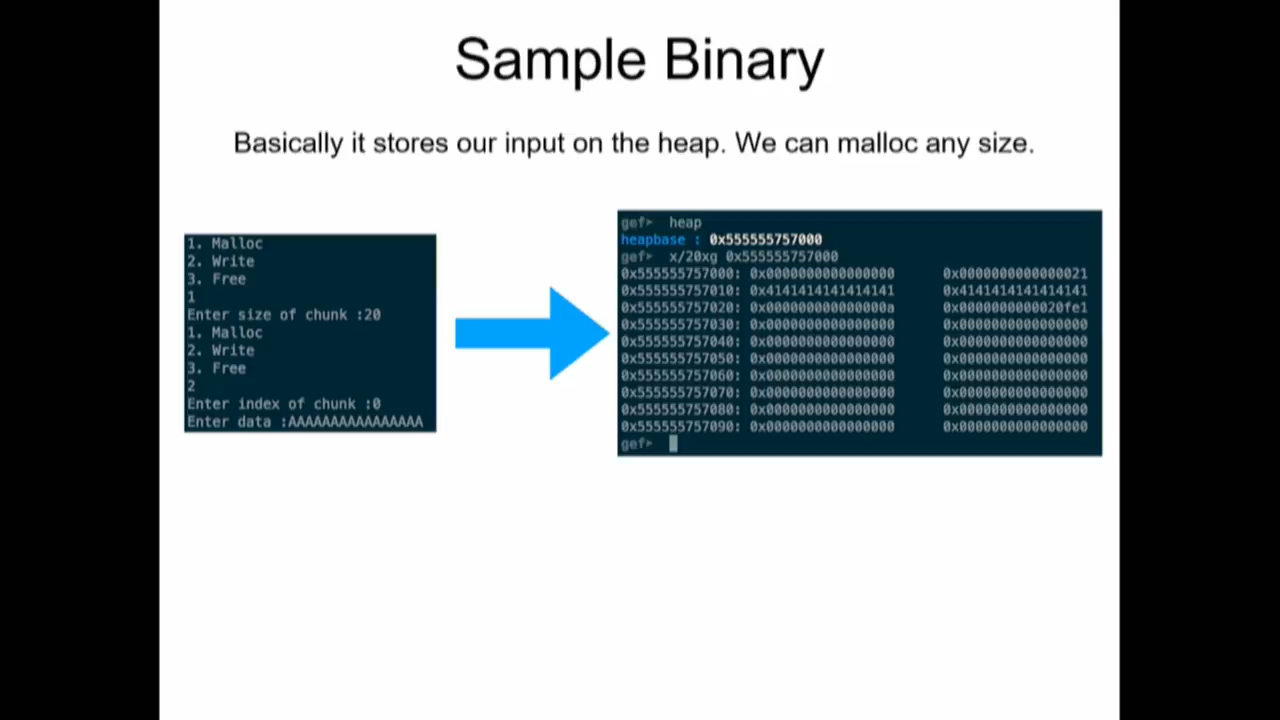 Sample Binary
Basically it stores our input on the heap. We can malloc any size.
1. Malloc
2. Write
3. Free
1
Enter size of chunk :20
1. Malloc
2. Write
3. Free
2
Enter index of chunk :0
Enter data :AAAAAAAAAAAAAAAA
gef➤ heap
heapbase : 0x555555757000
gef➤ x/20xg 0x555555757000
0x555555757000: 0x0000000000000000 0x0000000000000021
0x555555757010: 0x4141414141414141 0x4141414141414141
0x555555757020: 0x000000000000000a 0x0000000000020fe1
0x555555757030: 0x0000000000000000 0x0000000000000000
0x555555757040: 0x0000000000000000 0x0000000000000000
0x555555757050: 0x0000000000000000 0x0000000000000000
0x555555757060: 0x0000000000000000 0x0000000000000000
0x555555757070: 0x0000000000000000 0x0000000000000000
0x555555757080: 0x0000000000000000 0x0000000000000000
0x555555757090: 0x0000000000000000 0x0000000000000000
gef➤